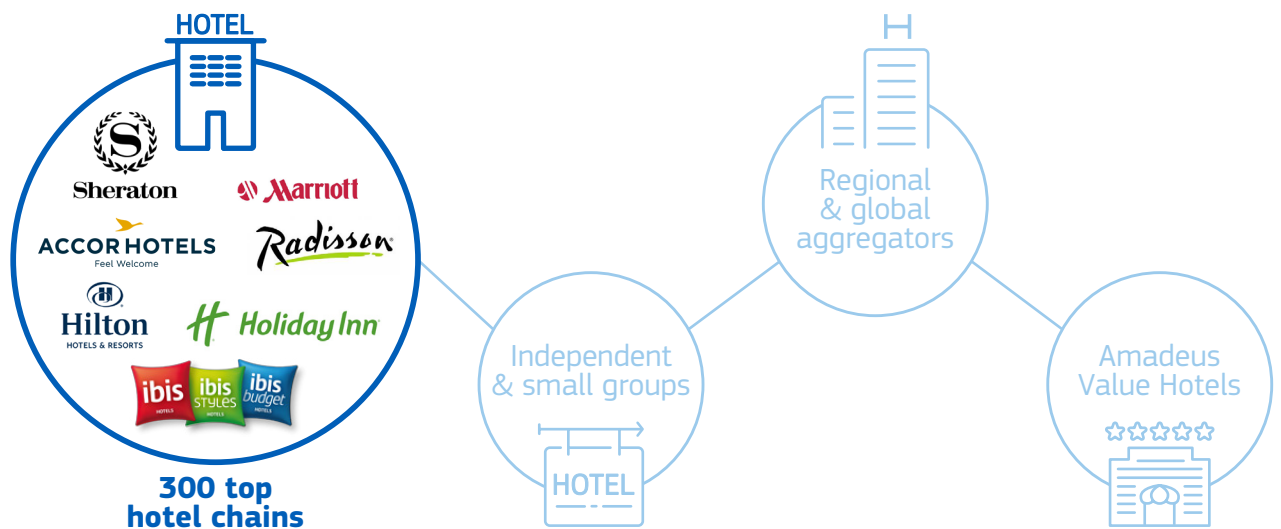 HOTEL
S
Sheraton
Marriott
ACCOR HOTELS
Feel Welcome
Radisson
H
Hilton
HOTELS & RESORTS
H Holiday Inn
ibis
HOTELS
ibis
STYLES
HOTELS
ibis
budget
HOTELS
300 top
hotel chains
Independent
& small groups
HOTEL
H
Regional
& global
aggregators
Amadeus
Value Hotels